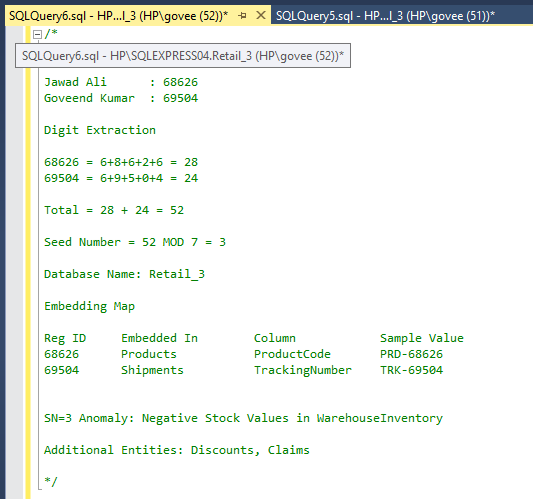 SQLQuery6.sql - HP...l_3 (HP\govee (52))*
SQLQuery5.sql - HP...l_3 (HP\govee (51))*
/*
SQLQuery6.sql - HP\SQLEXPRESS04.Retail_3 (HP\govee (52))*
Jawad Ali      : 68626
Goveend Kumar  : 69504
Digit Extraction
68626 = 6+8+6+2+6 = 28
69504 = 6+9+5+0+4 = 24
Total = 28 + 24 = 52
Seed Number = 52 MOD 7 = 3
Database Name: Retail_3
Embedding Map
Reg ID     Embedded In        Column            Sample Value
68626      Products           ProductCode       PRD-68626
69504      Shipments          TrackingNumber    TRK-69504
SN=3 Anomaly: Negative Stock Values in WarehouseInventory
Additional Entities: Discounts, Claims
*/